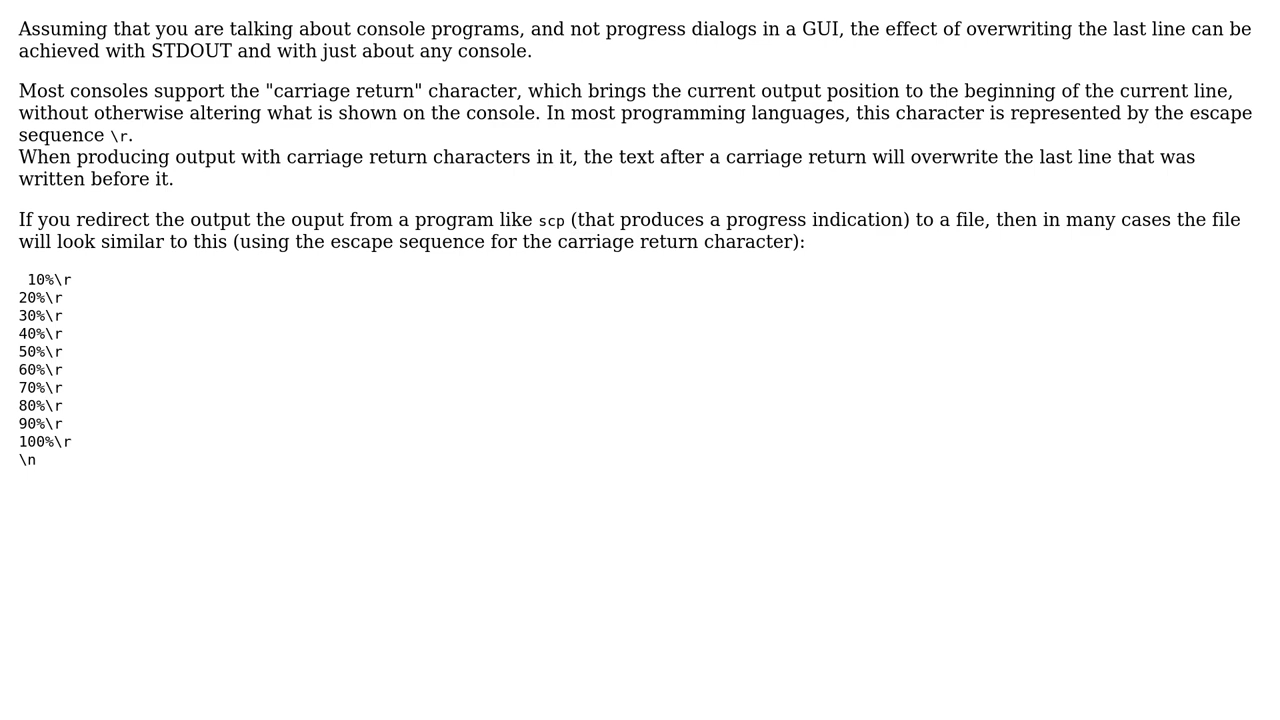 Assuming that you are talking about console programs, and not progress dialogs in a GUI, the effect of overwriting the last line can be
achieved with STDOUT and with just about any console.
Most consoles support the "carriage return" character, which brings the current output position to the beginning of the current line,
without otherwise altering what is shown on the console. In most programming languages, this character is represented by the escape
sequence \r.
When producing output with carriage return characters in it, the text after a carriage return will overwrite the last line that was
written before it.
If you redirect the output the ouput from a program like scp (that produces a progress indication) to a file, then in many cases the file
will look similar to this (using the escape sequence for the carriage return character):
 10%\r
20%\r
30%\r
40%\r
50%\r
60%\r
70%\r
80%\r
90%\r
100%\r
\n